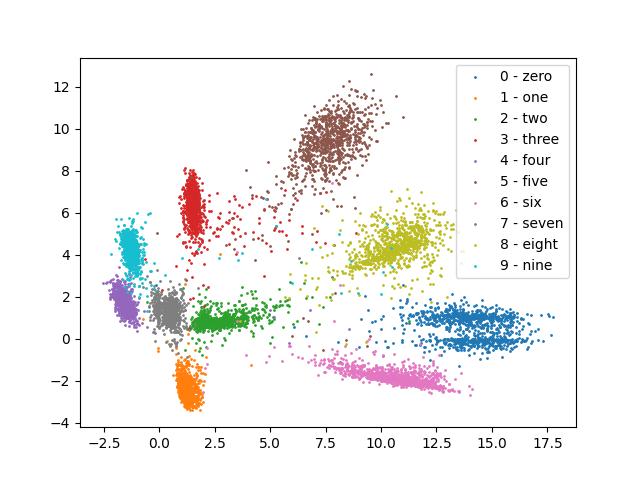 12
10
8
6
4
2
0
−2
−4
−2.5 0.0 2.5 5.0 7.5 10.0 12.5 15.0 17.5
0 - zero
1 - one
2 - two
3 - three
4 - four
5 - five
6 - six
7 - seven
8 - eight
9 - nine